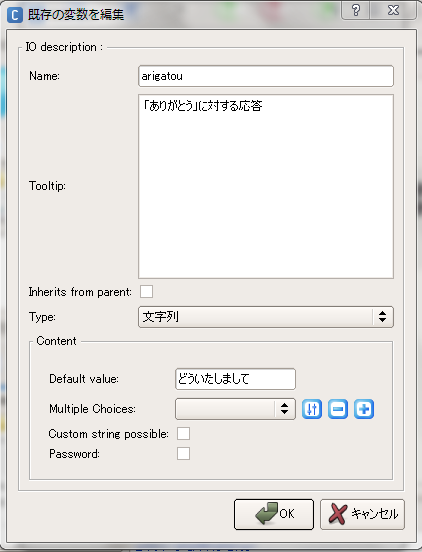 既存の変数を編集
IO description :
Name:
arigatou
Tooltip:
「ありがとう」に対する応答
Inherits from parent:
Type:
文字列
Content
Default value:
どういたしまして
Multiple Choices:
Custom string possible:
Password:
OK
キャンセル